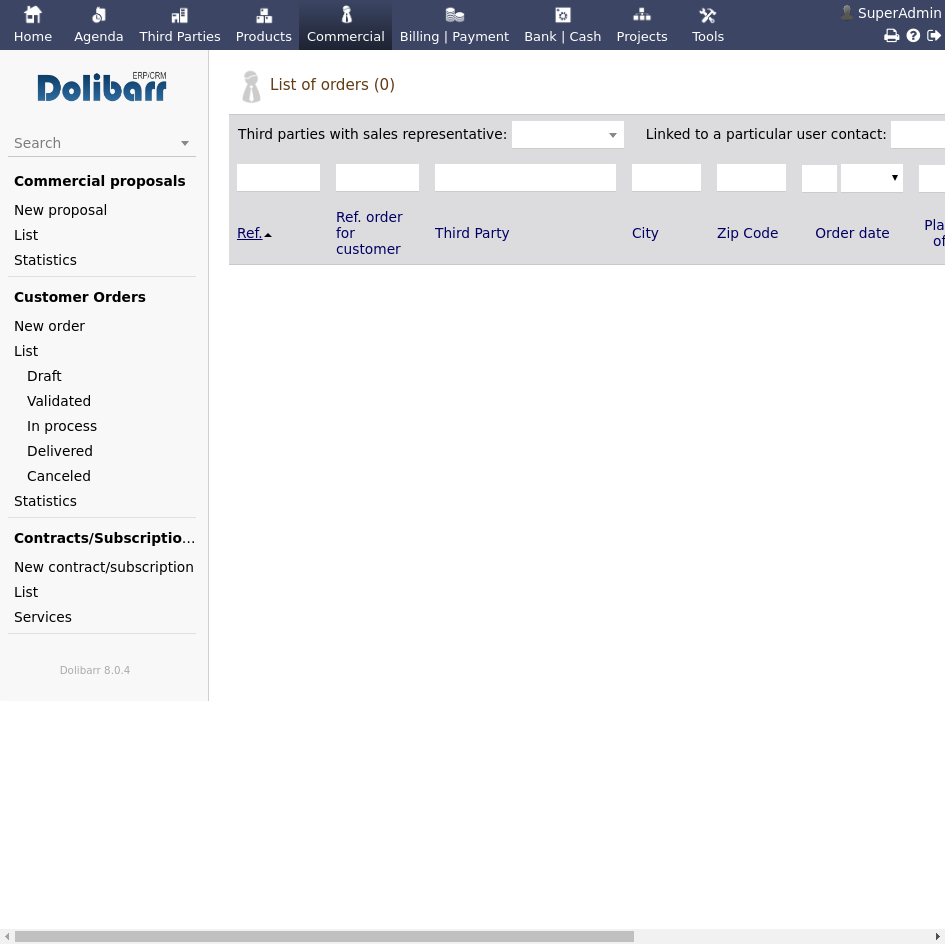 Home
Agenda
Third Parties
Products
Commercial
Billing | Payment
Bank | Cash
Projects
Tools
SuperAdmin
ERP/CRM
Dolibarr
Search
Commercial proposals
New proposal
List
Statistics
Customer Orders
New order
List
Draft
Validated
In process
Delivered
Canceled
Statistics
Contracts/Subscriptio...
New contract/subscription
List
Services
Dolibarr 8.0.4
List of orders (0)
Third parties with sales representative:
Linked to a particular user contact:
Ref.
Ref. order
for
customer
Third Party
City
Zip Code
Order date
Pla
of